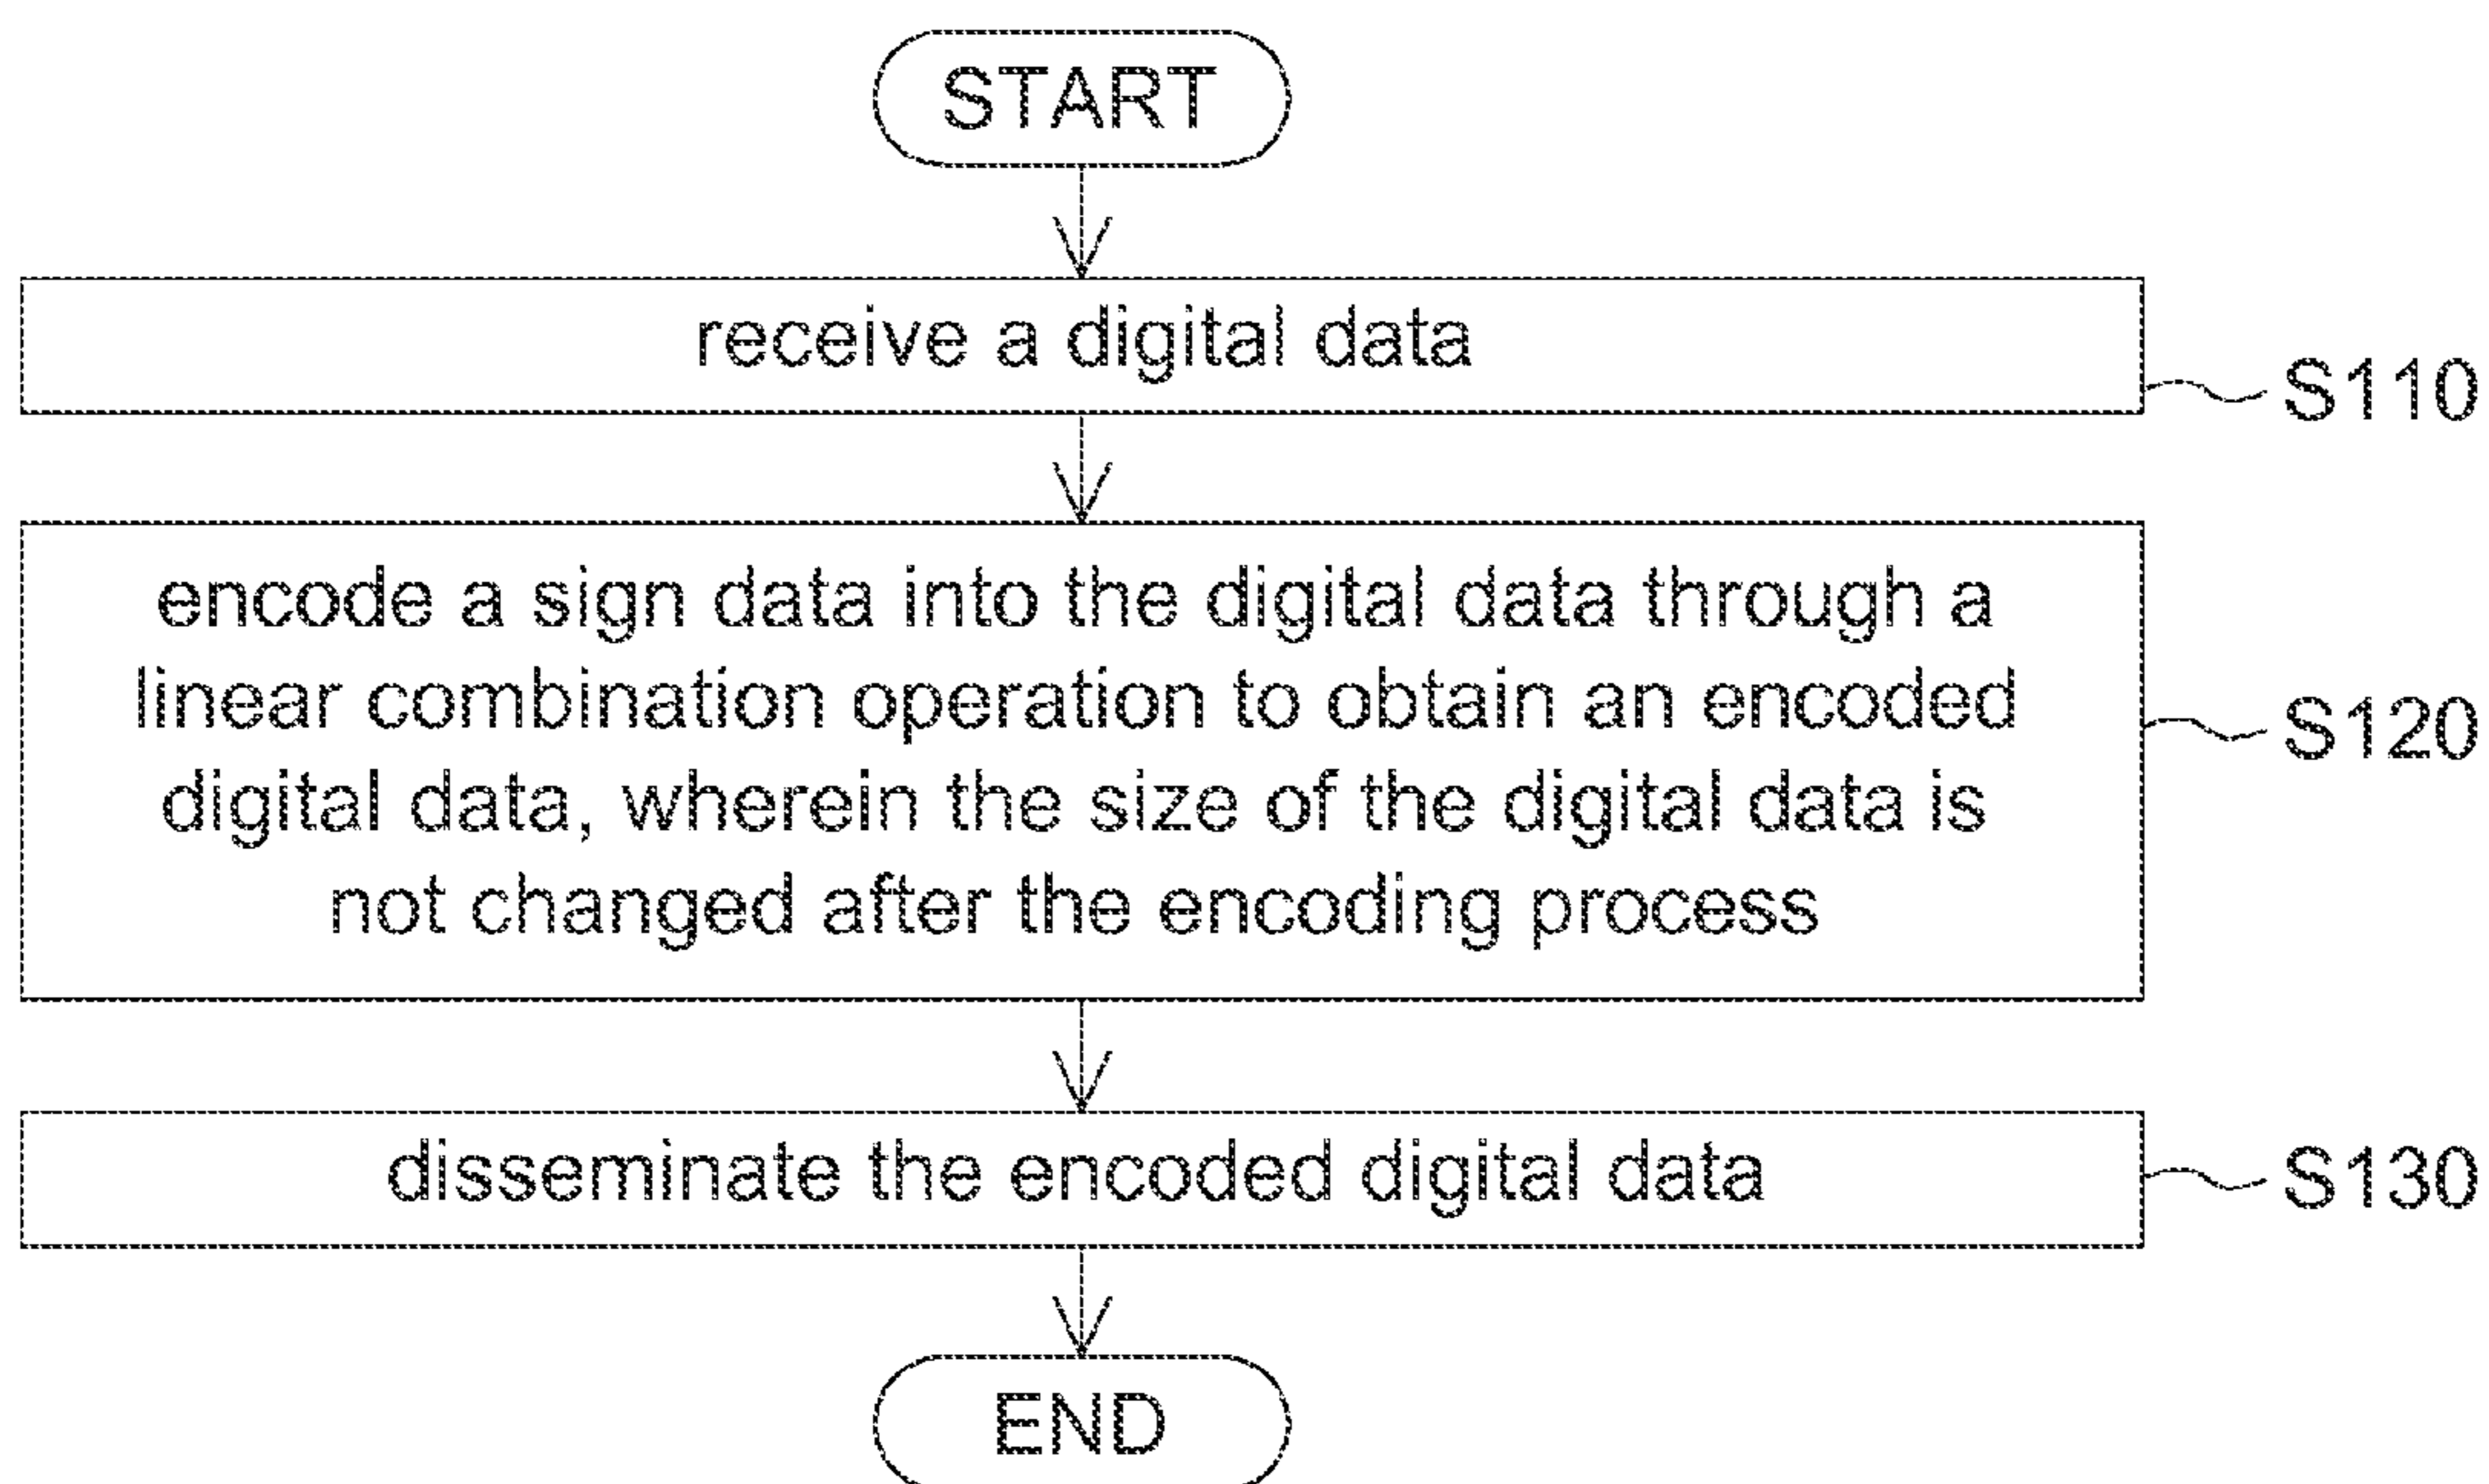 START
receive a digital data
S110
encode a sign data into the digital data through a
linear combination operation to obtain an encoded
digital data, wherein the size of the digital data is
not changed after the encoding process
S120
disseminate the encoded digital data
S130
END